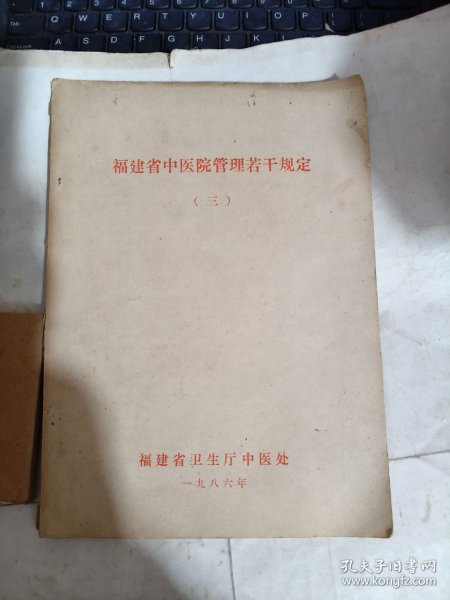 Q W E R T Y U I O P
Tab
A S D F G H J K L
福建省中医院管理若干规定
（三）
福建省卫生厅中医处
一九八六年
孔夫子旧书网
www.kongfz.com